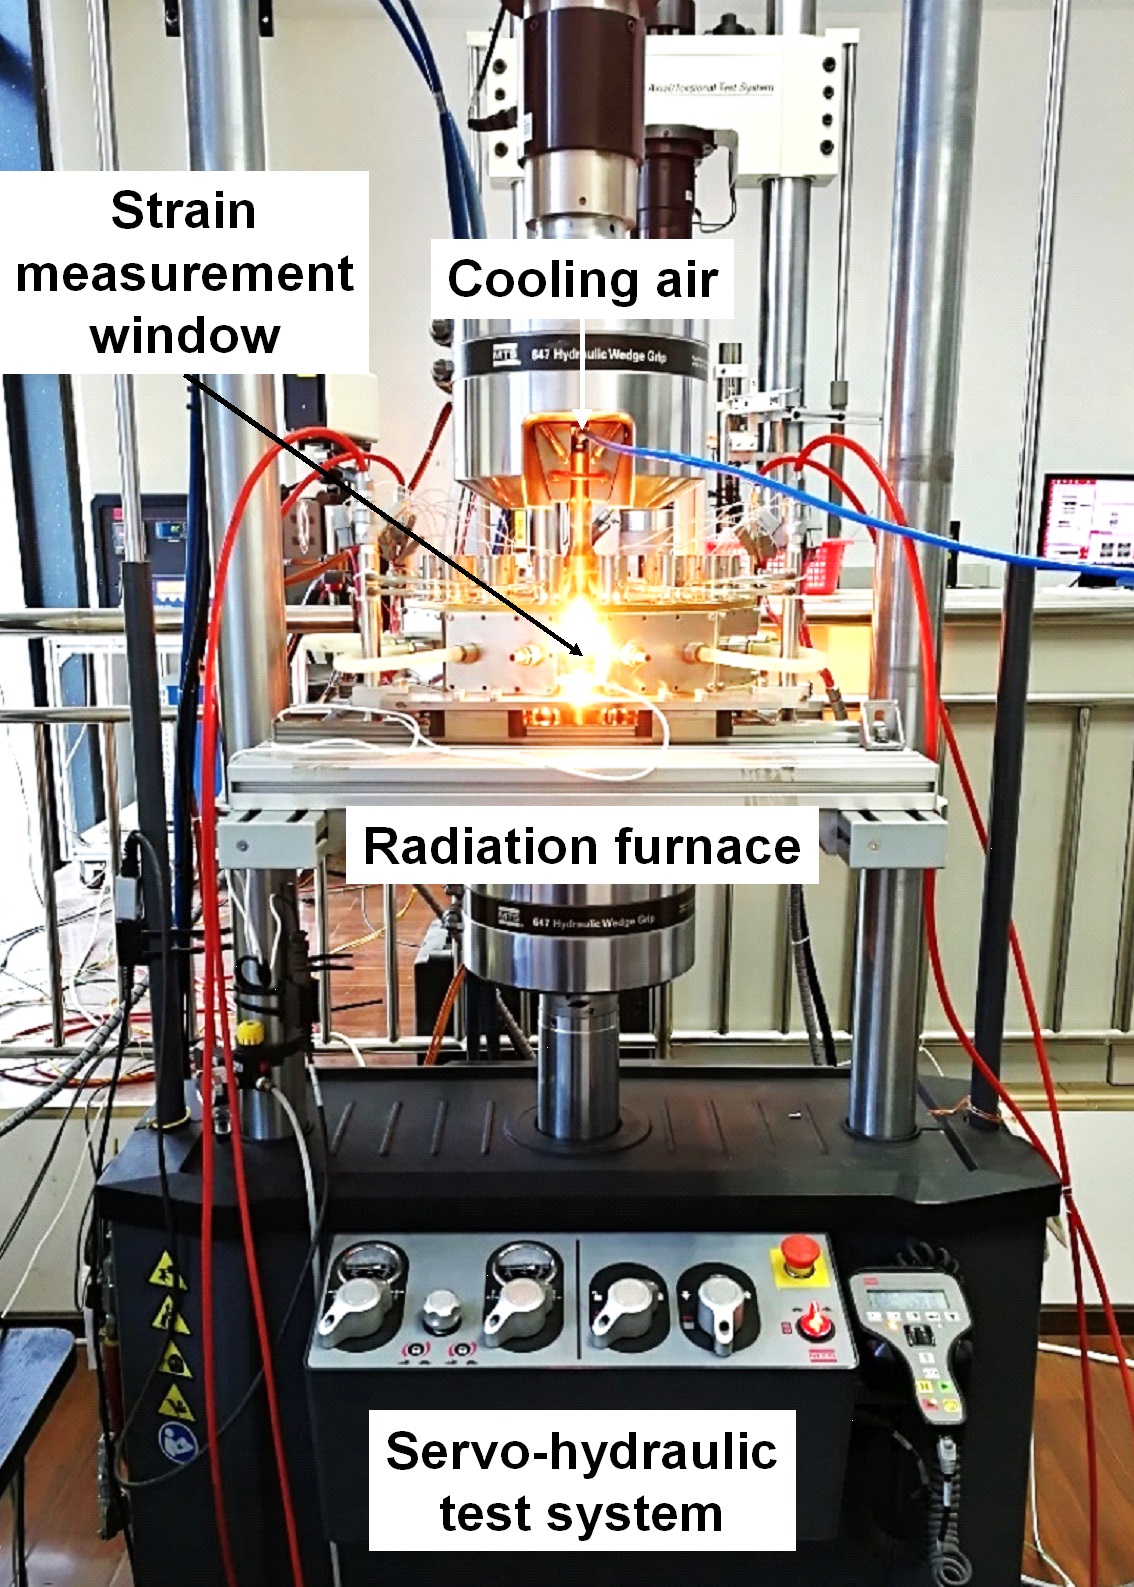 Axial/Torsional Test System
Strain
measurement
window
Cooling air
MTS
647 Hydraulic Wedge Grip
Radiation furnace
MTS
647 Hydraulic Wedge Grip
Servo-hydraulic
test system